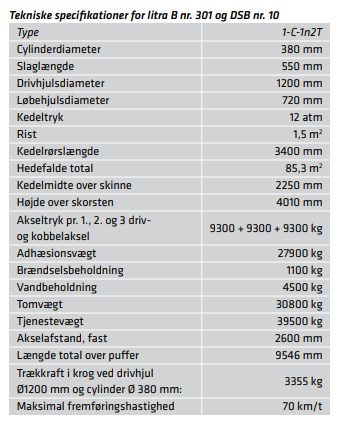 Tekniske specifikationer for litra B nr. 301 og DSB nr. 10
Type 1-C-1n2T
Cylinderdiameter 380 mm
Slaglængde 550 mm
Drivhjulsdiameter 1200 mm
Løbehjulsdiameter 720 mm
Kedeltryk 12 atm
Rist 1,5 m²
Kedelrørslængde 3400 mm
Hedefalde total 85,3 m²
Kedelmidte over skinne 2250 mm
Højde over skorsten 4010 mm
Akseltryk pr. 1., 2. og 3 driv-
og kobbelaksel 9300 + 9300 + 9300 kg
Adhæsionsvægt 27900 kg
Brændselsbeholdning 1100 kg
Vandbeholdning 4500 kg
Tomvægt 30800 kg
Tjenestevægt 39500 kg
Akselafstand, fast 2600 mm
Længde total over puffer 9546 mm
Trækkraft i krog ved drivhjul
Ø1200 mm og cylinder Ø 380 mm: 3355 kg
Maksimal fremføringshastighed 70 km/t